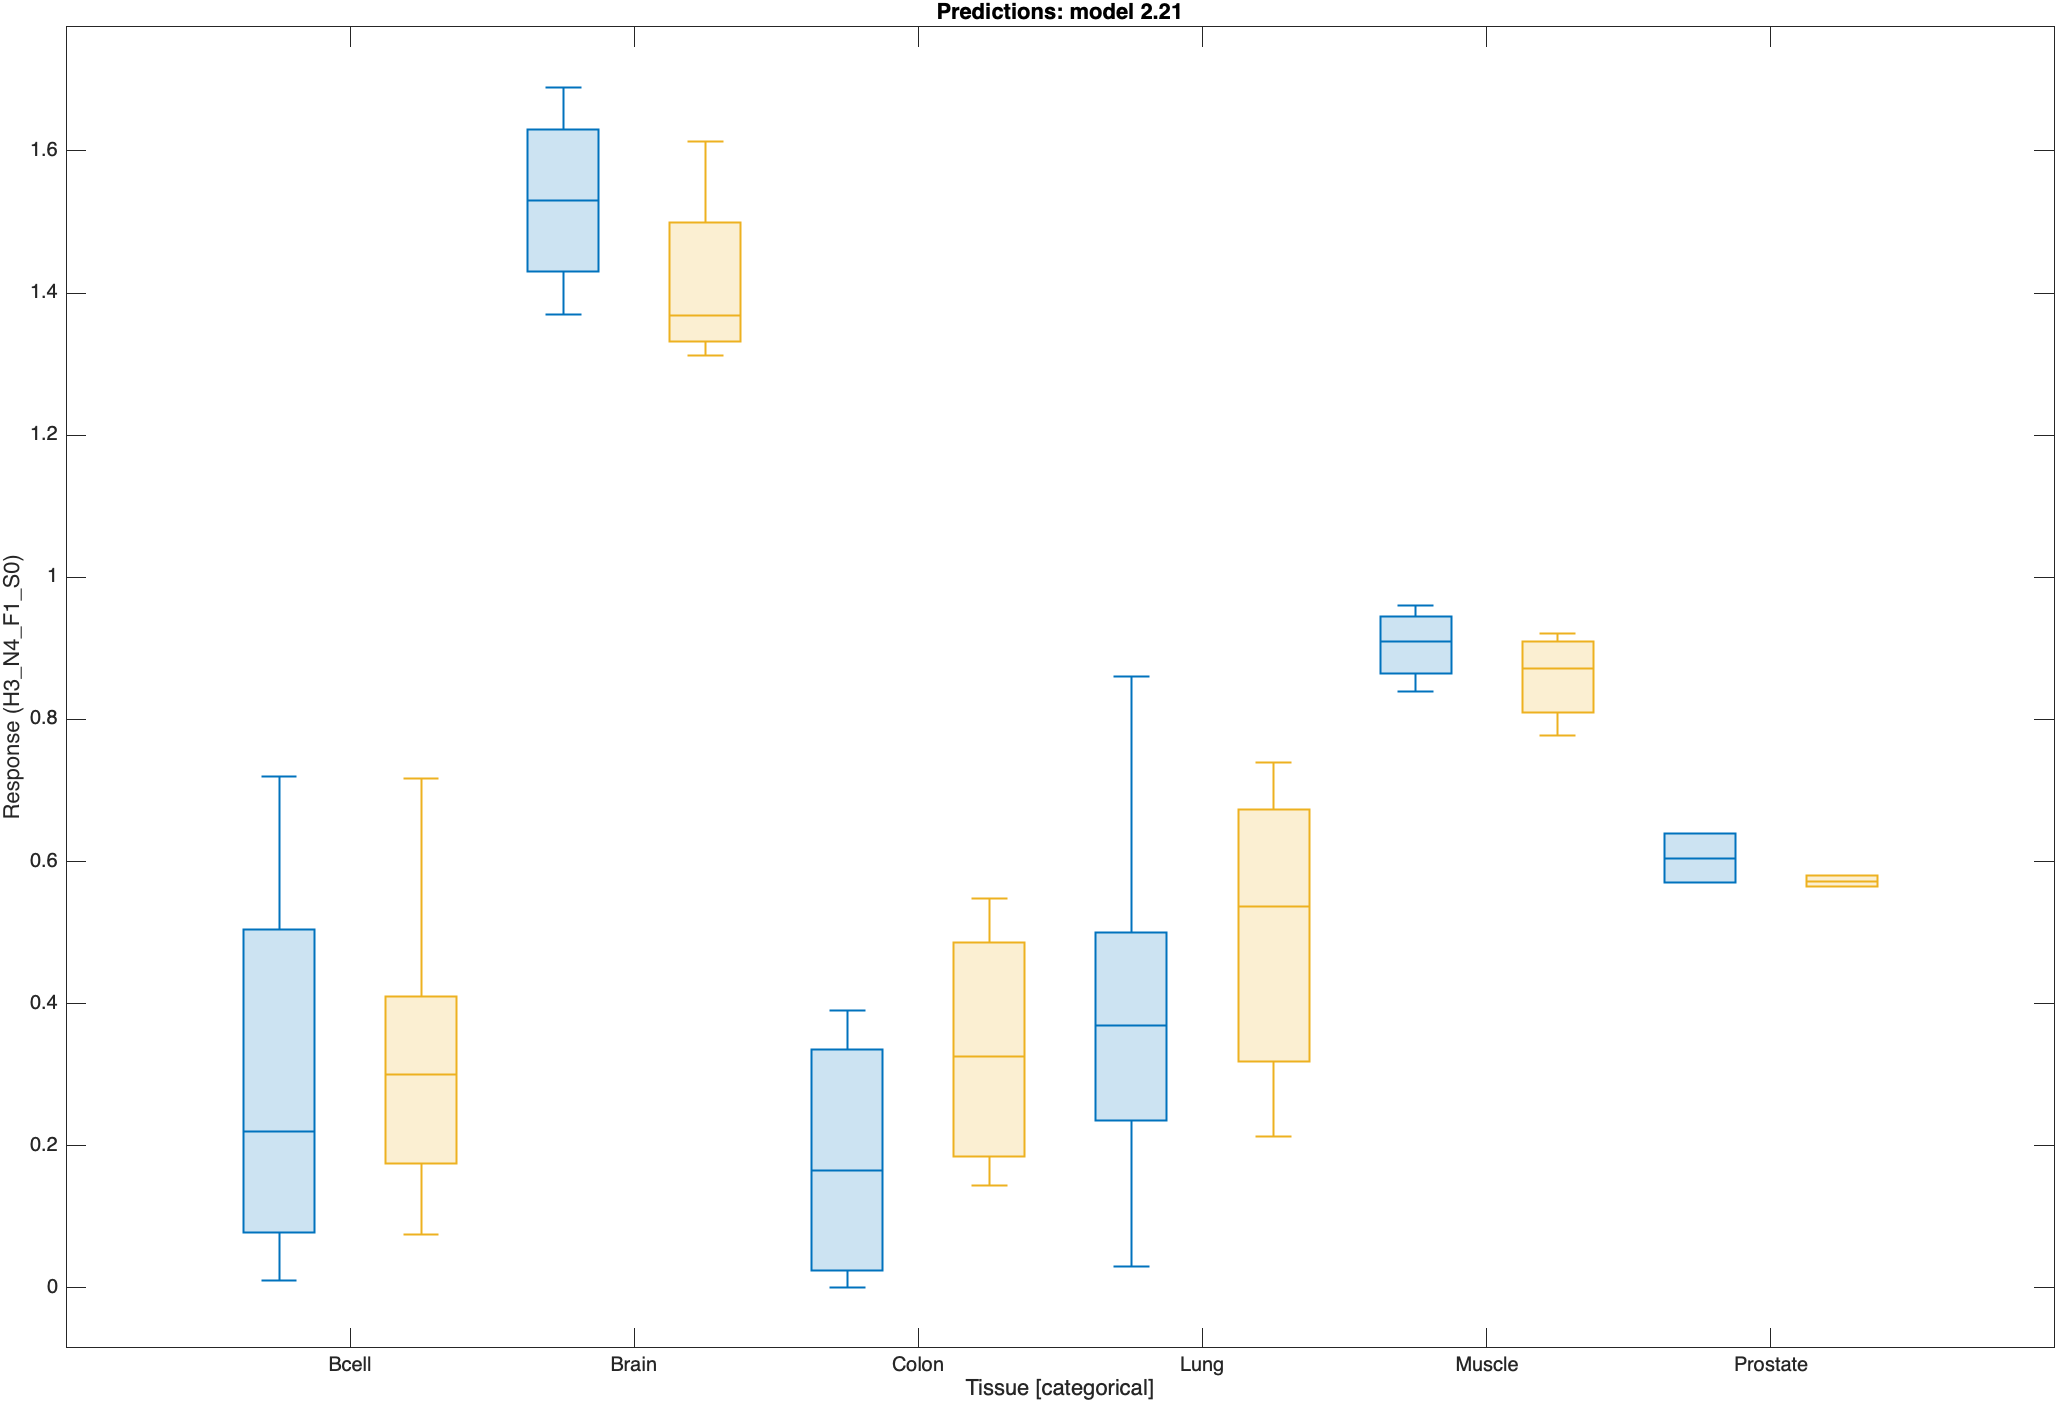 Predictions: model 2.21
Response (H3_N4_F1_S0)
1.6
1.4
1.2
1
0.8
0.6
0.4
0.2
0
Bcell Brain Colon Lung Muscle Prostate
Tissue [categorical]